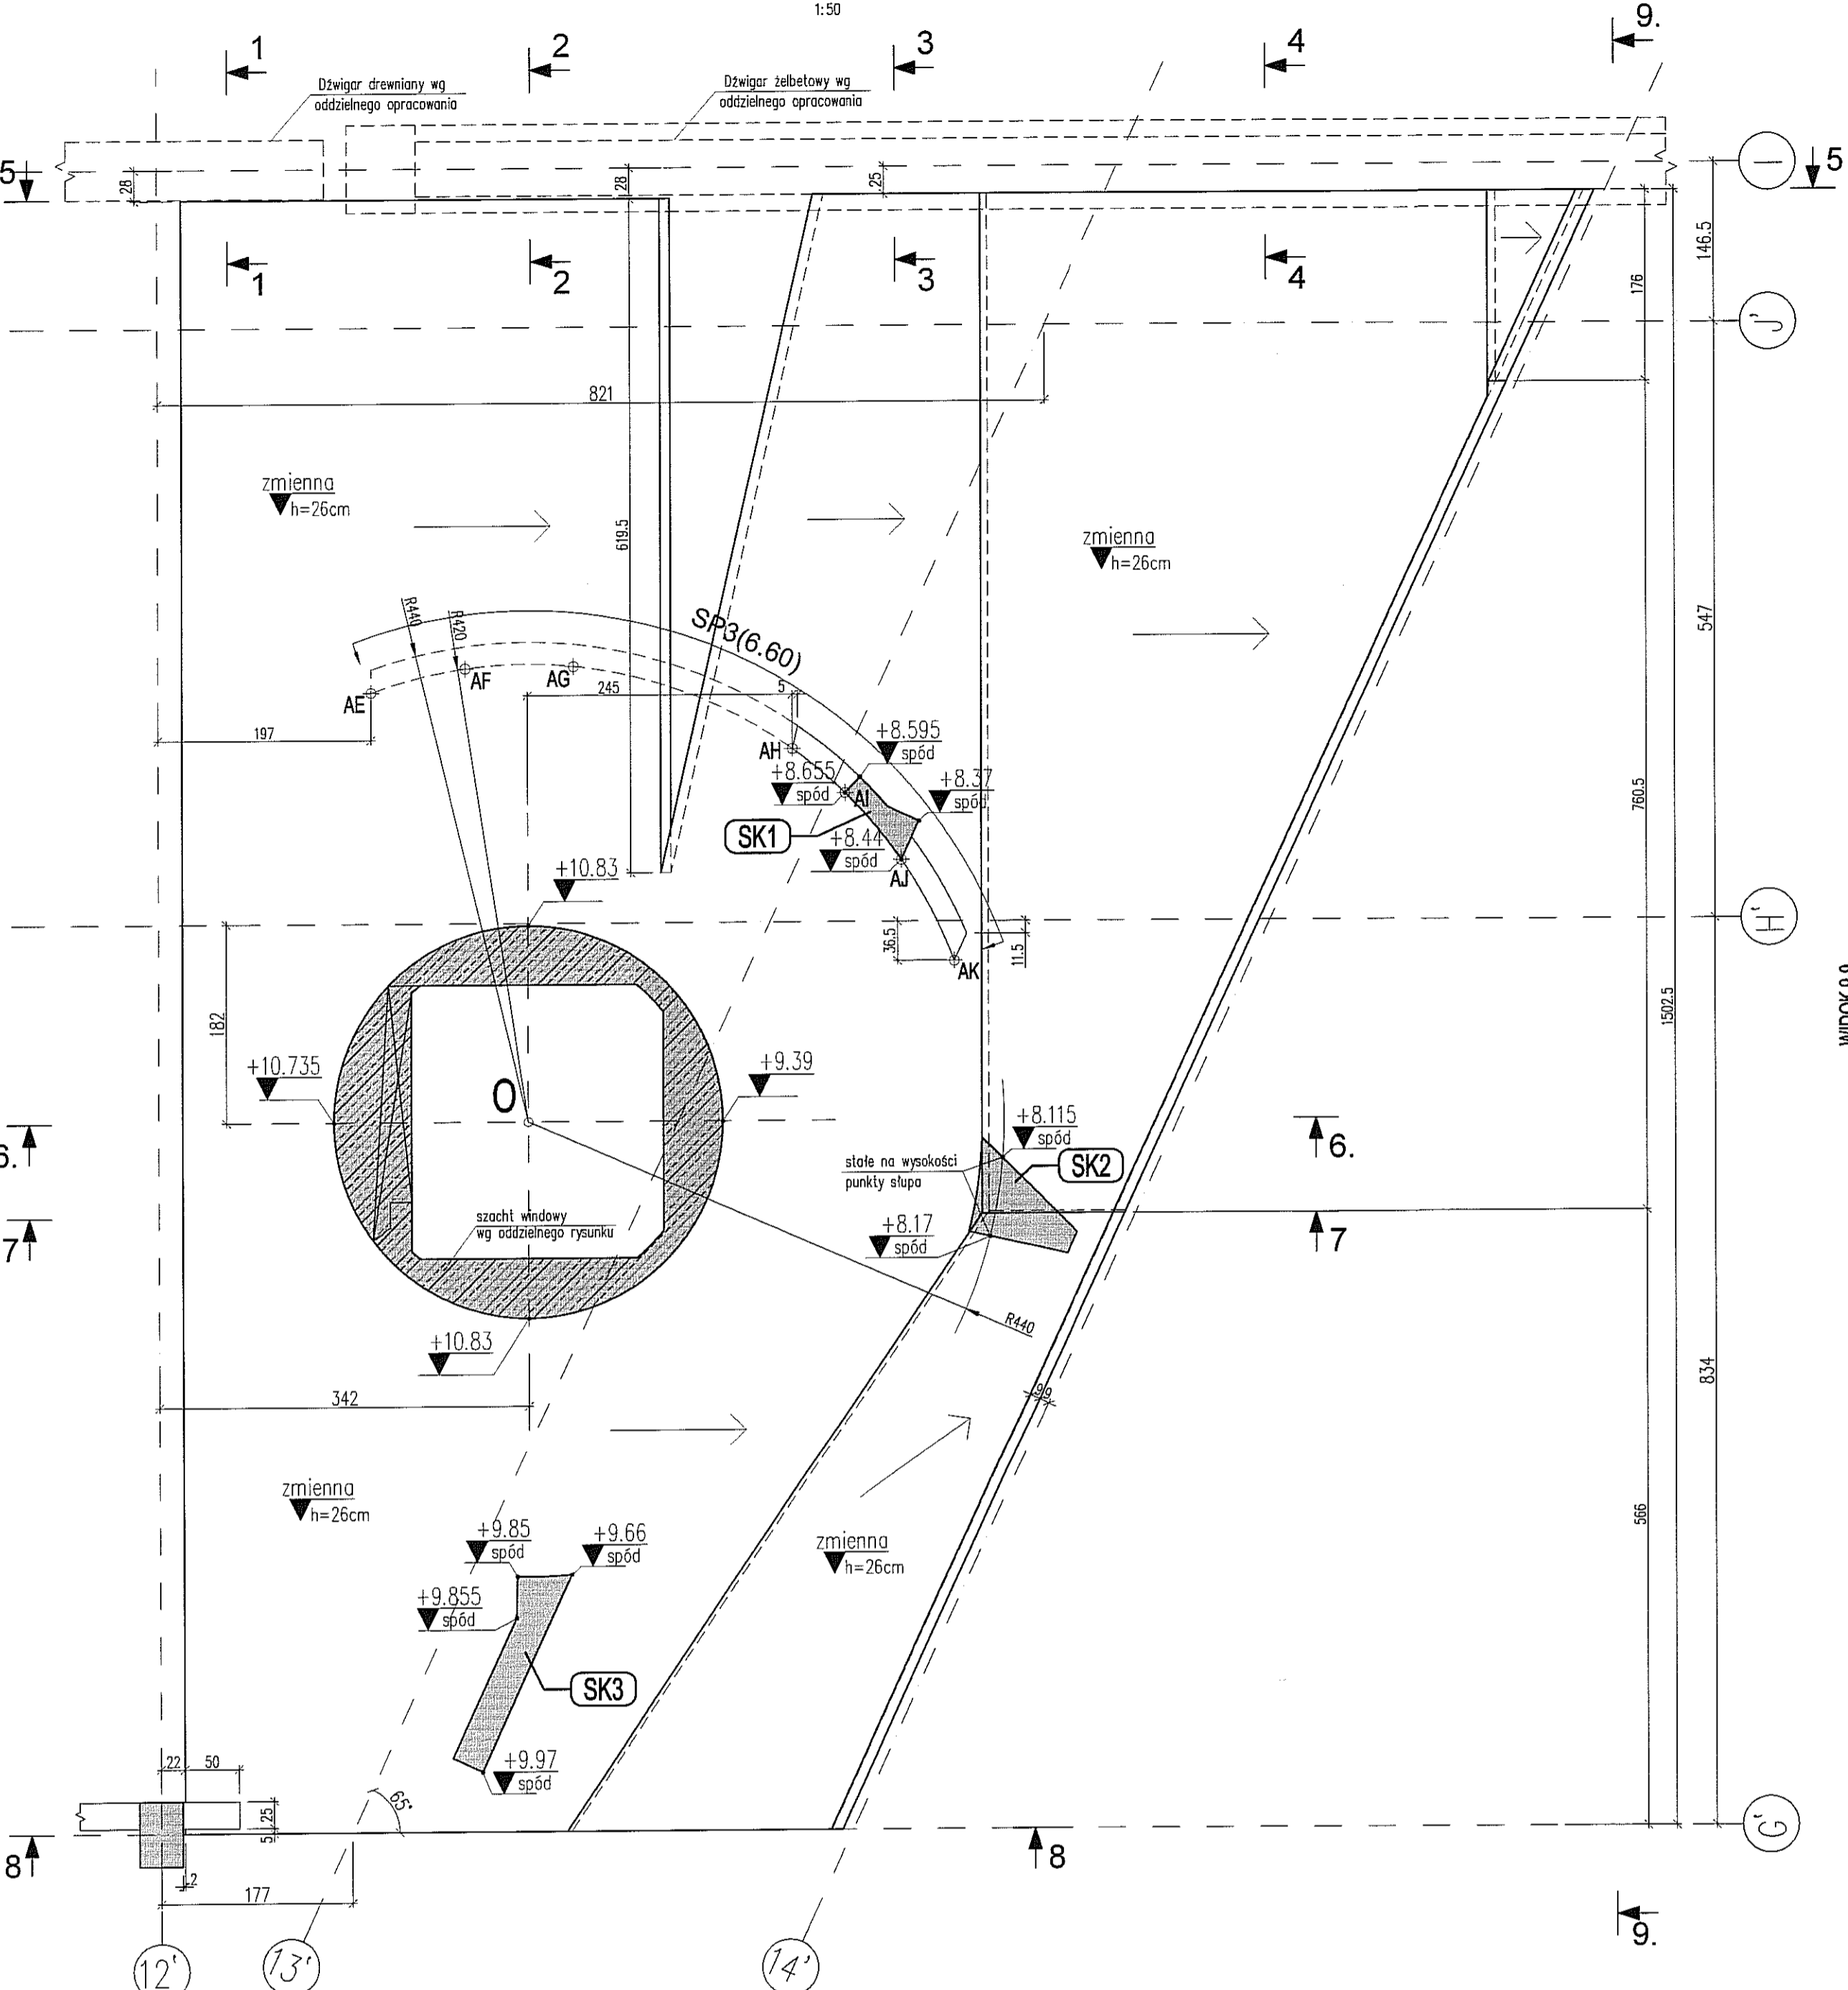 1:50
1
2
3
4
9.
Dźwigar drewniany wg
oddzielnego opracowania
Dźwigar żelbetowy wg
oddzielnego opracowania
5
28
28
25
I
5
1
2
3
4
146.5
176
J'
821
zmienna
h=26cm
619.5
zmienna
h=26cm
547
R440
R420
SP3(6.60)
AE
AF
AG
245
5
197
AH
+8.595
spód
+8.655
spód
AI
+8.37
spód
SK1
+8.44
spód
AJ
760.5
+10.83
36.5
AK
11.5
H'
1502.5
WIDOK 9.9
182
+10.735
O
+9.39
+8.115
spód
6.
6.
stałe na wysokości
punkty słupa
SK2
szacht windowy
wg oddzielnego rysunku
+8.17
spód
7
7
R440
+10.83
342
9
9
834
zmienna
h=26cm
+9.85
spód
+9.66
spód
zmienna
h=26cm
566
+9.855
spód
SK3
+9.97
spód
22
50
65°
25
5
8
8
G'
2
177
9.
12'
13'
14'